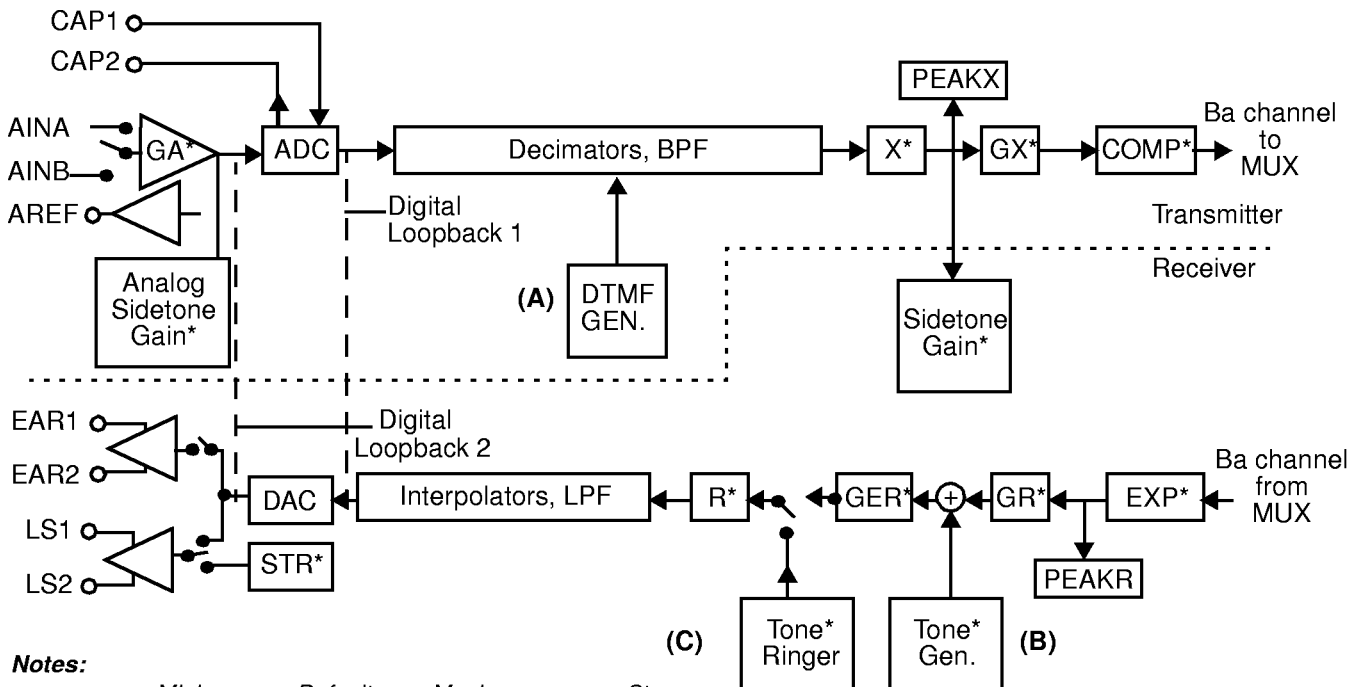 CAP1
CAP2
PEAKX
AINA
AINB
AREF
GA*
ADC
Decimators, BPF
X*
GX*
COMP*
Ba channel
to
MUX
Digital
Loopback 1
Transmitter
Receiver
Analog
Sidetone
Gain*
(A)
DTMF
GEN.
Sidetone
Gain*
EAR1
EAR2
Digital
Loopback 2
DAC
Interpolators, LPF
R*
GER*
+
GR*
EXP*
Ba channel
from
MUX
LS1
LS2
STR*
PEAKR
(C)
Tone*
Ringer
Tone*
Gen.
(B)
Notes: